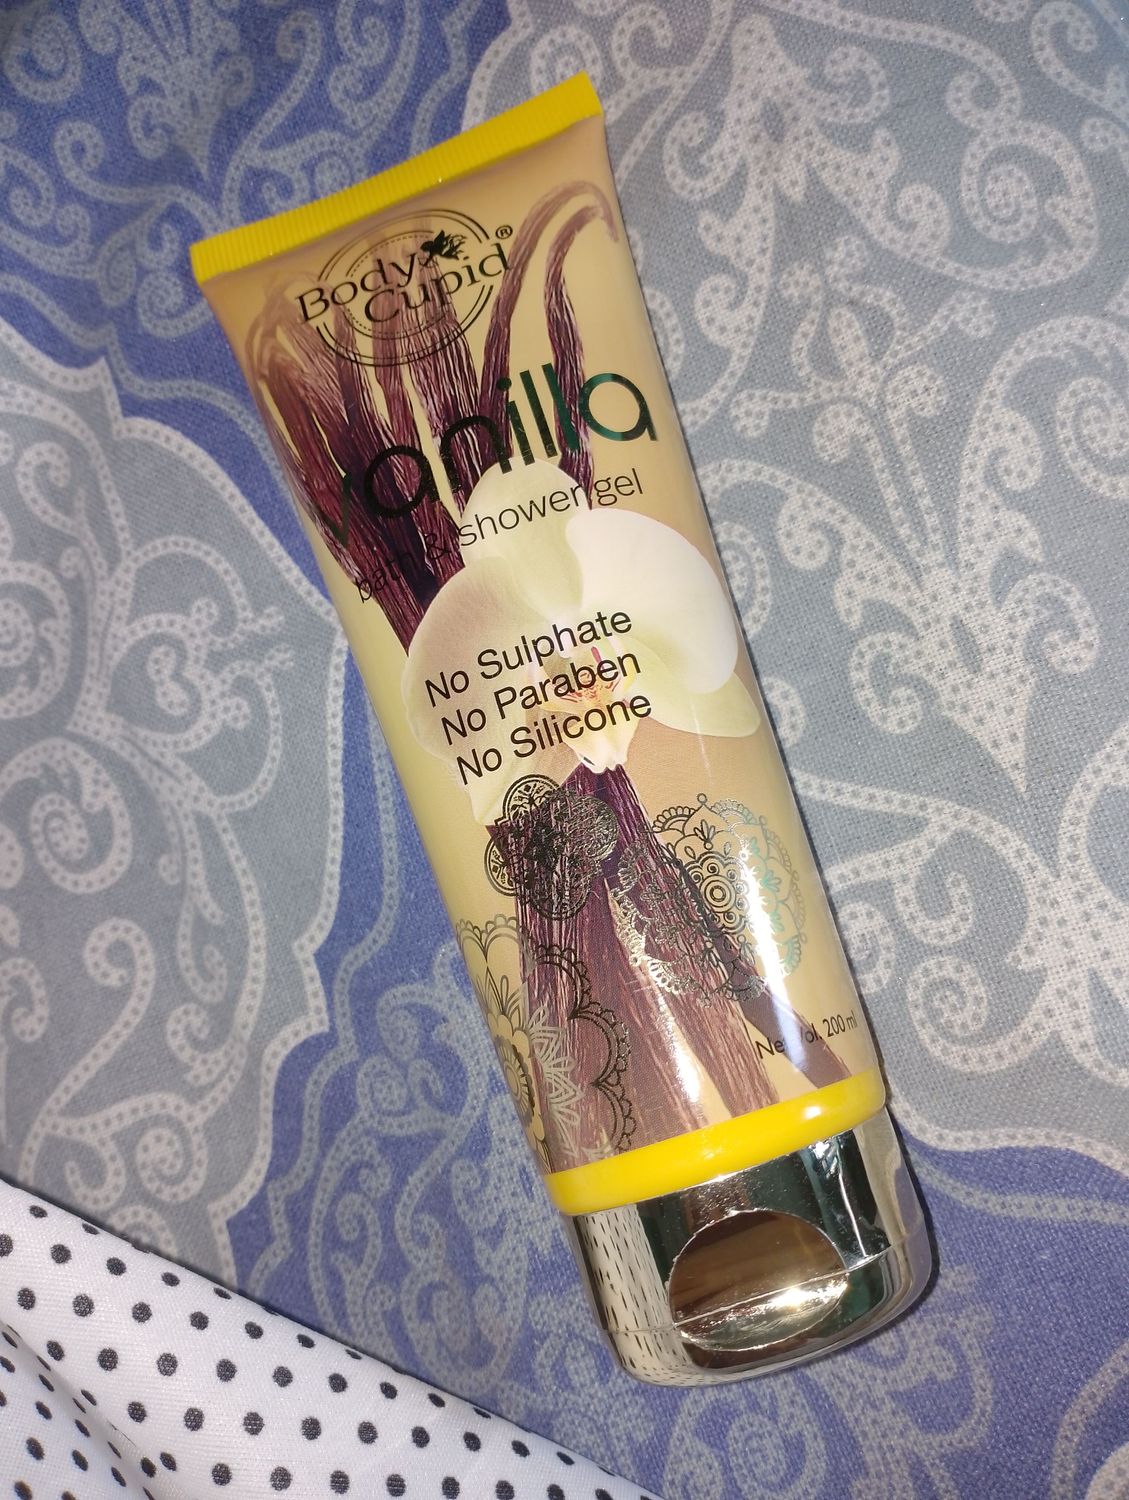 Body Cupid®
vanilla
bath & shower gel
No Sulphate
No Paraben
No Silicone
Net Vol. 200 ml